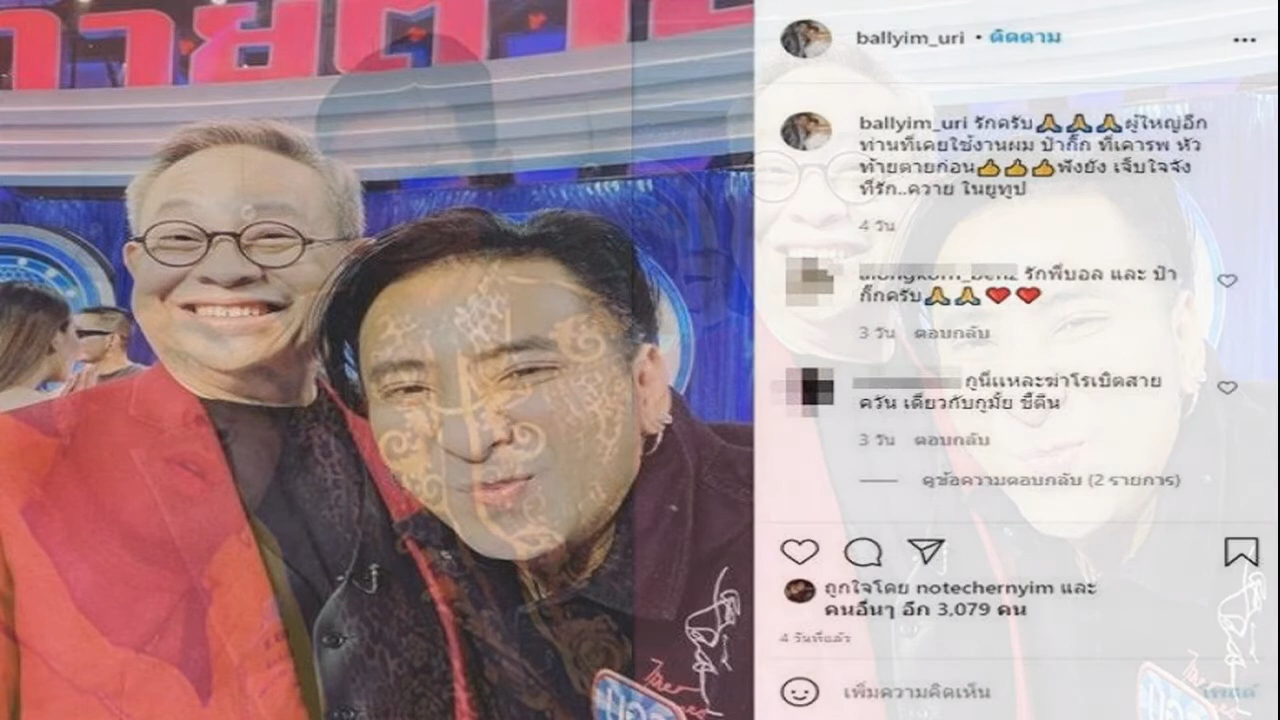 ballyim_uri • ติดตาม
ballyim_uri รักครับ🙏🙏🙏ผู้ใหญ่อีก
ท่านที่เคยใช้งานผม ป๋ากิ๊ก ที่เคารพ หัว
ท้ายตายก่อน👍👍👍ฟังยัง เจ็บใจจัง
ที่รัก..ควาย ในยูทูป
4 วัน
รักพี่บอล และ ป๋า
กิ๊กครับ🙏🙏❤️❤️
3 วัน ตอบกลับ
กูนี่แหละฆ่าโรเบิตสาย
ควัน เดี่ยวกับกูมั้ย ขี้ตีน
3 วัน ตอบกลับ
ดูข้อความตอบกลับ (2 รายการ)
ถูกใจโดย notechernyim และ
คนอื่นๆ อีก 3,079 คน
4 วันที่แล้ว
เพิ่มความคิดเห็น
โพสต์